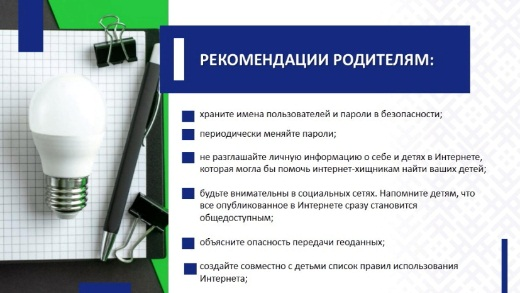 РЕКОМЕНДАЦИИ РОДИТЕЛЯМ:
храните имена пользователей и пароли в безопасности;
периодически меняйте пароли;
не разглашайте личную информацию о себе и детях в Интернете,
которая могла бы помочь интернет-хищникам найти ваших детей;
будьте внимательны в социальных сетях. Напомните детям, что
все опубликованное в Интернете сразу становится
общедоступным;
объясните опасность передачи геоданных;
создайте совместно с детьми список правил использования
Интернета;